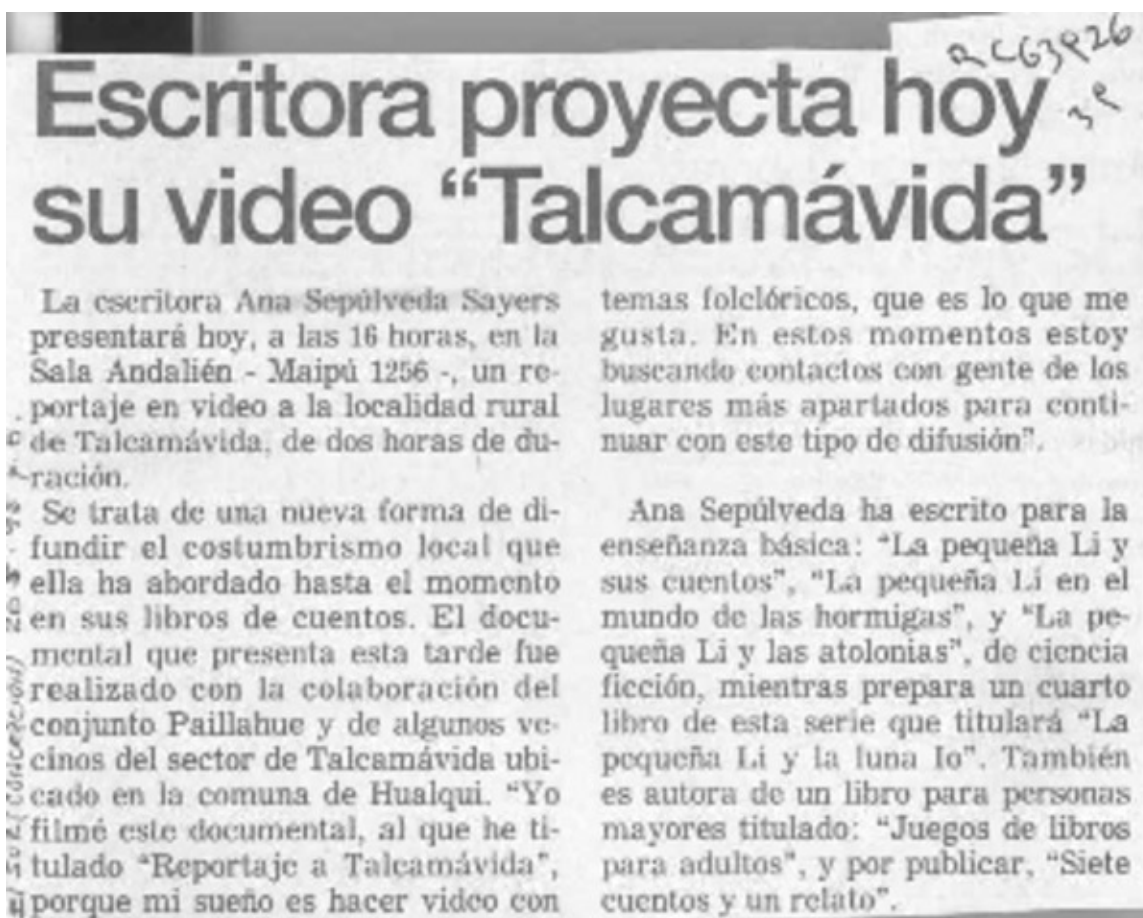 Escritora proyecta hoy
su video “Talcamávida”
La escritora Ana Sepúlveda Sayers
presentará hoy, a las 16 horas, en la
Sala Andalién - Maipú 1256 -, un re-
portaje en video a la localidad rural
de Talcamávida, de dos horas de du-
ración.
Se trata de una nueva forma de di-
fundir el costumbrismo local que
ella ha abordado hasta el momento
en sus libros de cuentos. El docu-
mental que presenta esta tarde fue
realizado con la colaboración del
conjunto Paillahue y de algunos ve-
cinos del sector de Talcamávida ubi-
cado en la comuna de Hualqui. “Yo
filmé este documental, al que he ti-
tulado “Reportaje a Talcamávida”,
porque mi sueño es hacer video con
temas folclóricos, que es lo que me
gusta. En estos momentos estoy
buscando contactos con gente de los
lugares más apartados para conti-
nuar con este tipo de difusión”.
Ana Sepúlveda ha escrito para la
enseñanza básica: “La pequeña Li y
sus cuentos”, “La pequeña Li en el
mundo de las hormigas”, y “La pe-
queña Li y las atolonias”, de ciencia
ficción, mientras prepara un cuarto
libro de esta serie que titulará “La
pequeña Li y la luna Io”. También
es autora de un libro para personas
mayores titulado: “Juegos de libros
para adultos”, y por publicar, “Siete
cuentos y un relato”.